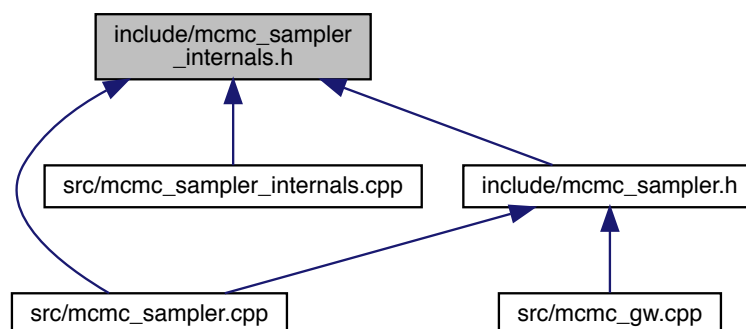 include/mcmc_sampler
_internals.h
src/mcmc_sampler_internals.cpp
include/mcmc_sampler.h
src/mcmc_sampler.cpp
src/mcmc_gw.cpp